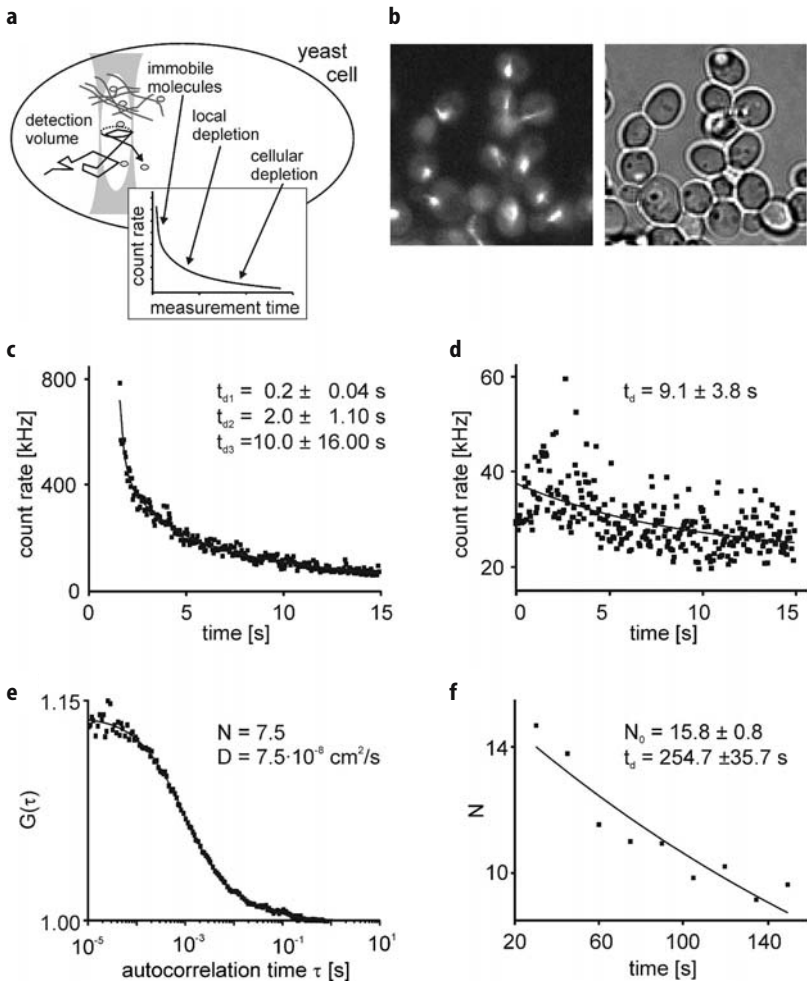 a
yeast
cell
immobile
molecules
detection
volume
local
depletion
cellular
depletion
count rate
measurement time
b
c
800
400
0
count rate [kHz]
t_d1 = 0.2 ± 0.04 s
t_d2 = 2.0 ± 1.10 s
t_d3 =10.0 ± 16.00 s
0 5 10 15
time [s]
d
60
40
20
count rate [kHz]
t_d = 9.1 ± 3.8 s
0 5 10 15
time [s]
e
1.15
1.00
G(τ)
N = 7.5
D = 7.5·10⁻⁸ cm²/s
10⁻⁵ 10⁻³ 10⁻¹ 10¹
autocorrelation time τ [s]
f
14
10
N
N₀ = 15.8 ± 0.8
t_d = 254.7 ±35.7 s
20 60 100 140
time [s]